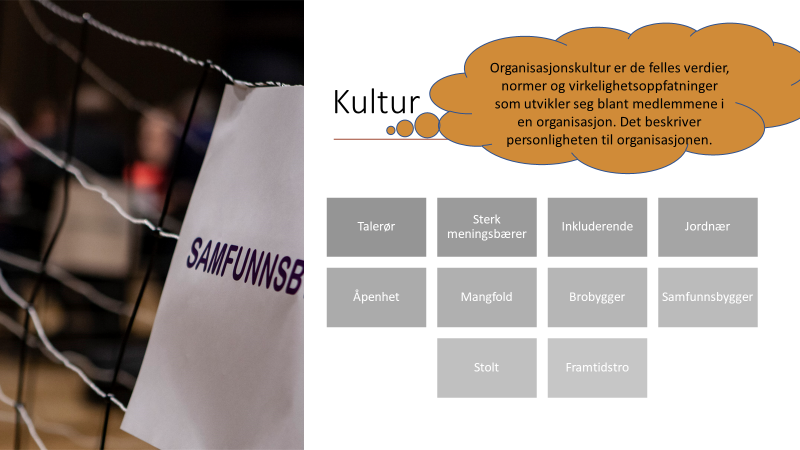 SAMFUNNSB
Kultur
Organisasjonskultur er de felles verdier,
normer og virkelighetsoppfatninger
som utvikler seg blant medlemmene i
en organisasjon. Det beskriver
personligheten til organisasjonen.
Talerør
Sterk
meningsbærer
Inkluderende
Jordnær
Åpenhet
Mangfold
Brobygger
Samfunnsbygger
Stolt
Framtidstro